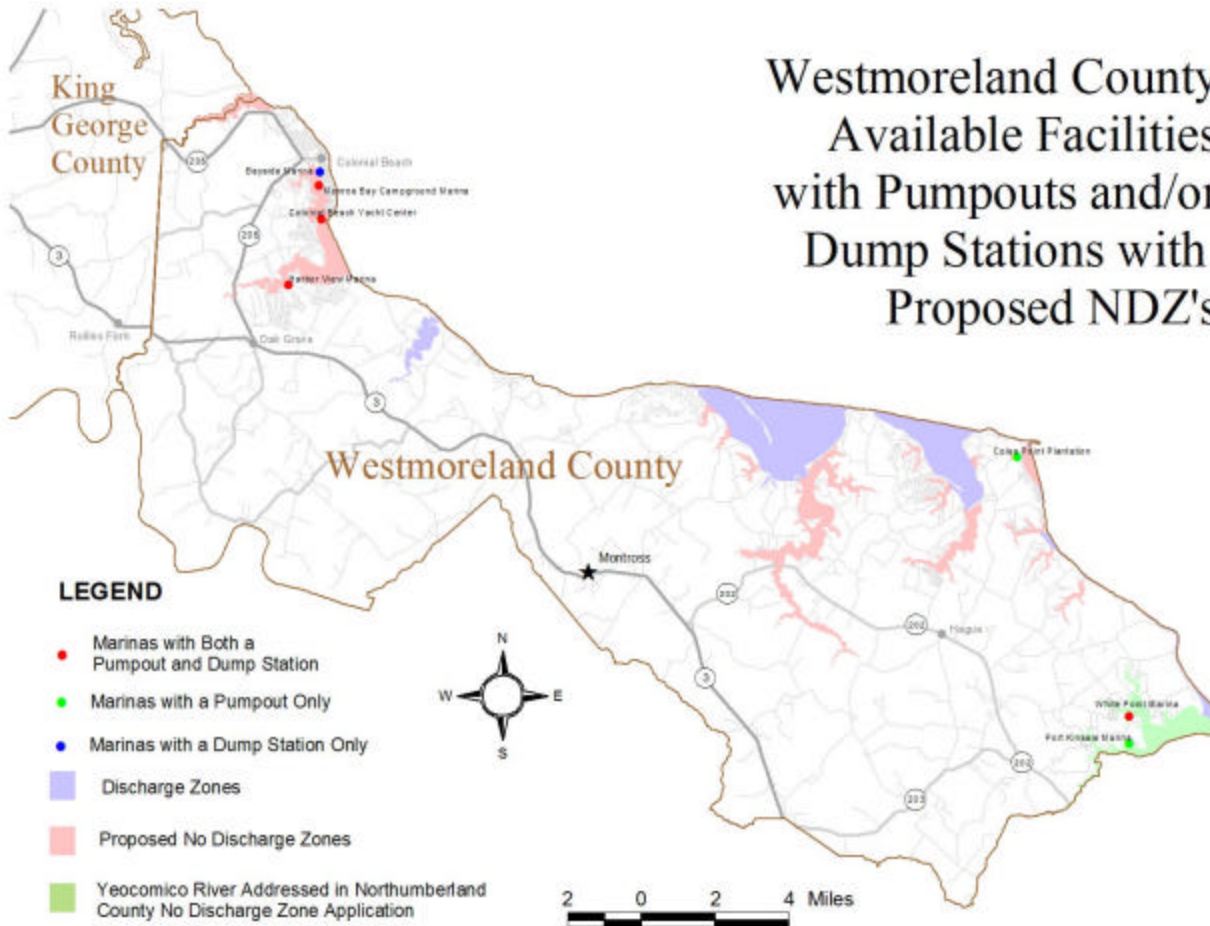 Westmoreland County
Available Facilities
with Pumpouts and/or
Dump Stations with
Proposed NDZ's
King
George
County
205
Colonial Beach
Bayside Marina
Monroe Bay Campground Marina
Colonial Beach Yacht Center
205
3
Harbor View Marina
Rollins Fork
Oak Grove
3
Westmoreland County
Coles Point Plantation
Montross
202
202
Hague
3
White Point Marina
Port Kinsale Marina
202
203
LEGEND
Marinas with Both a
Pumpout and Dump Station
Marinas with a Pumpout Only
Marinas with a Dump Station Only
Discharge Zones
Proposed No Discharge Zones
Yeocomico River Addressed in Northumberland
County No Discharge Zone Application
N
W E
S
2 0 2 4 Miles